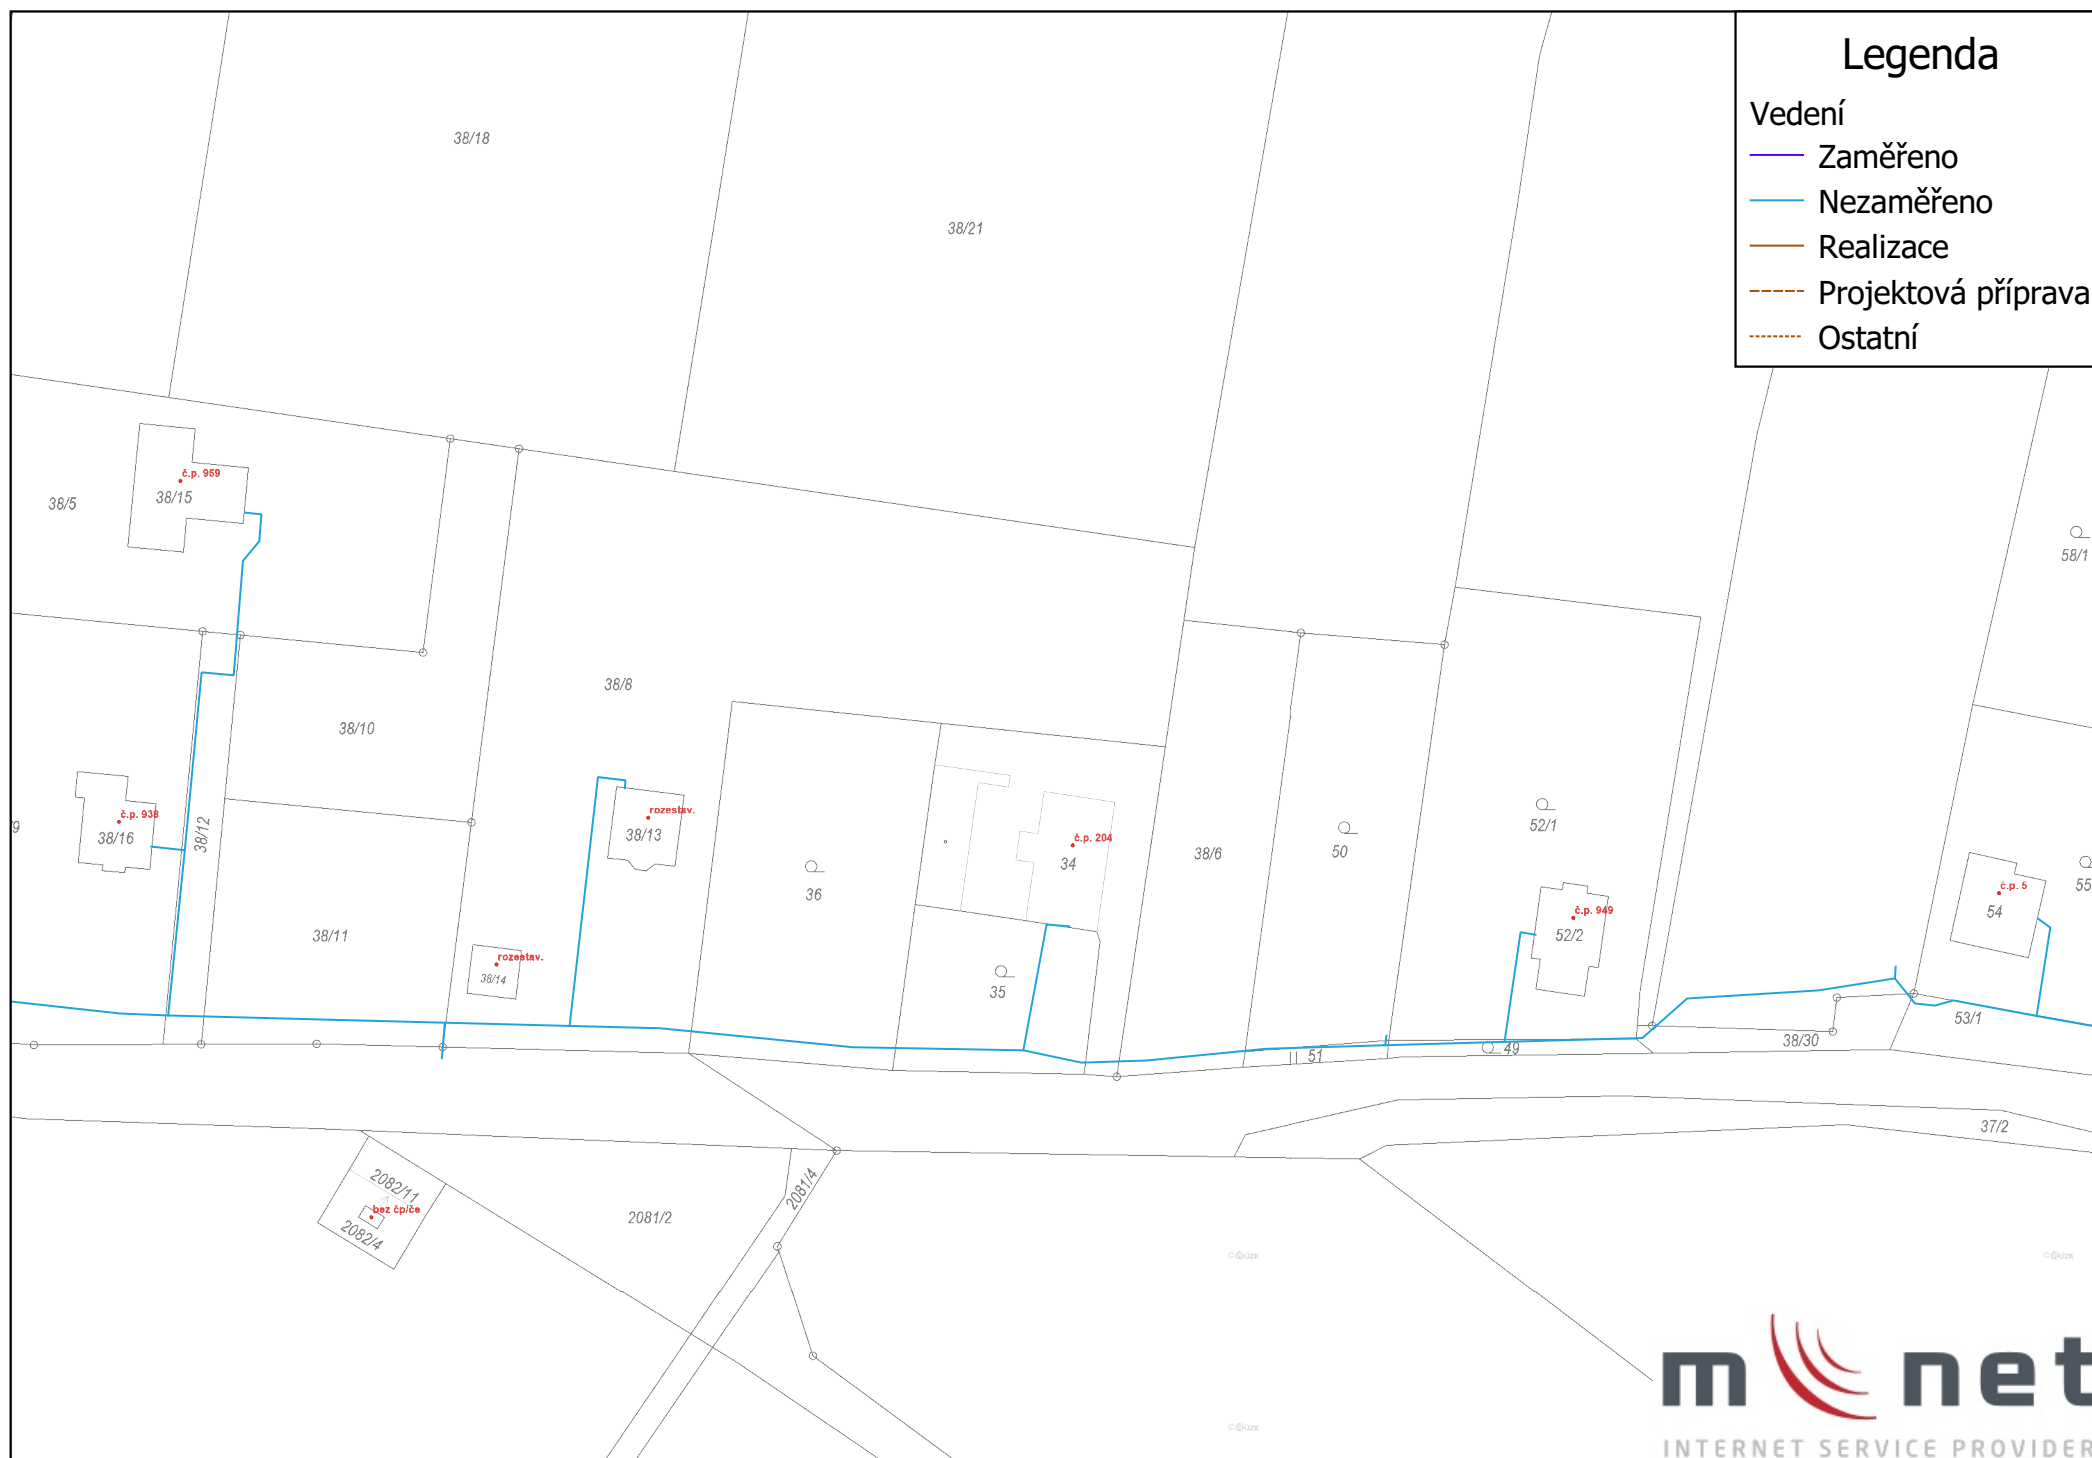 Legenda
Vedení
Zaměřeno
Nezaměřeno
Realizace
Projektová příprava
Ostatní
38/18
38/21
č.p. 959
38/15
38/5
58/1
38/8
38/10
č.p. 938
38/16
38/12
/9
rozestav.
38/13
č.p. 204
34
38/6
50
52/1
36
55
č.p. 5
54
č.p. 949
52/2
38/11
rozestav.
38/14
35
53/1
38/30
49
51
37/2
2082/11
bez čp/če
2082/4
2081/2
2081/4
m net
INTERNET SERVICE PROVIDER